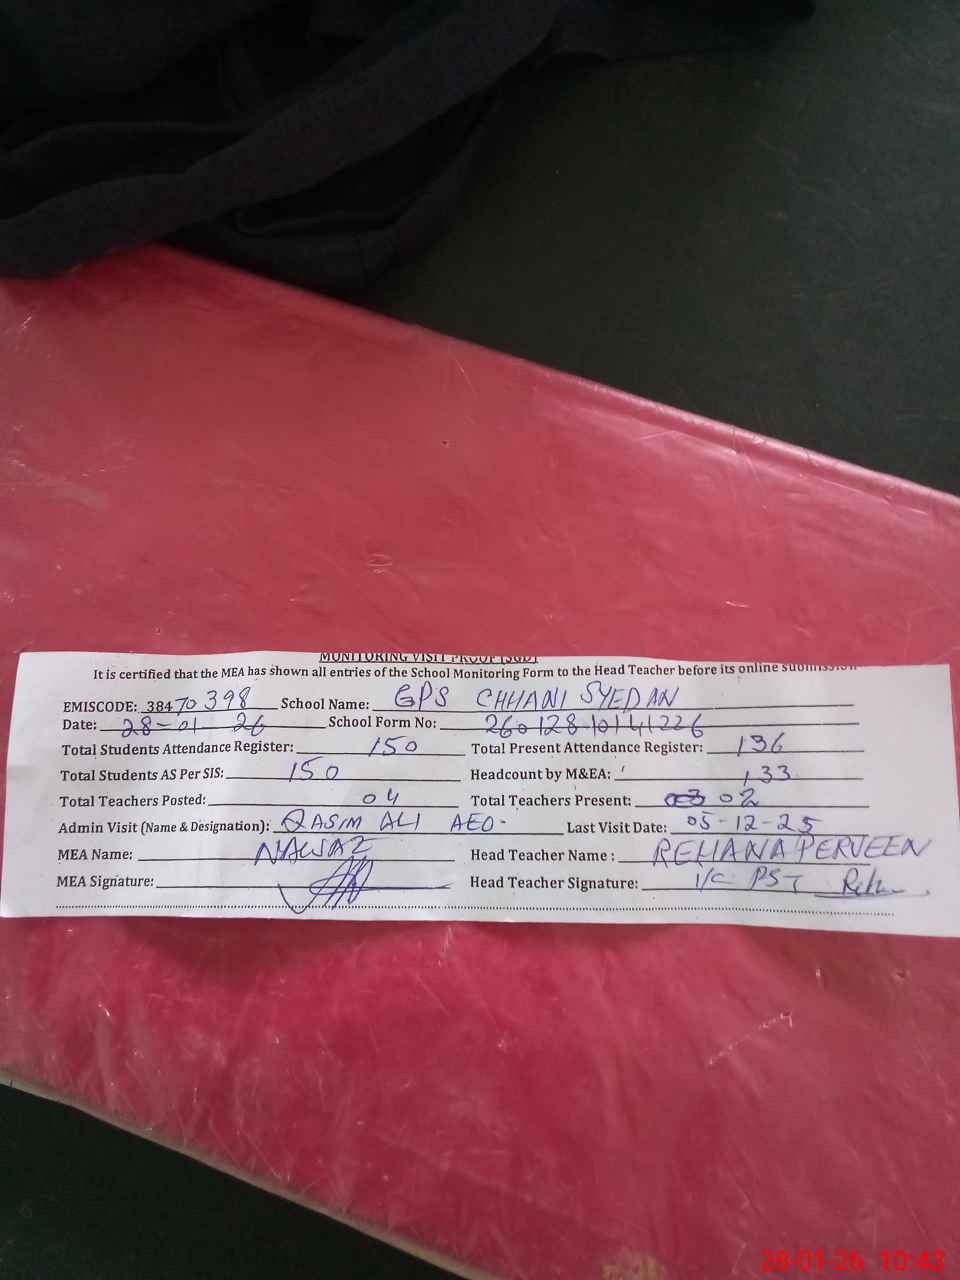 MONITORING VISIT PROOF (SGD)
It is certified that the MEA has shown all entries of the School Monitoring Form to the Head Teacher before its online submission
EMISCODE: 38470398 School Name: GPS CHHANI SYEDAN
Date: 28-01 26 School Form No: 26012810141226
Total Students Attendance Register: 150 Total Present Attendance Register: 136
Total Students AS Per SIS: 150 Headcount by M&EA: 133
Total Teachers Posted: 04 Total Teachers Present: 02
Admin Visit (Name & Designation): QASIM ALI AEO. Last Visit Date: 05-12-25
MEA Name: NAWAZ Head Teacher Name : REHANA PERVEEN
MEA Signature: Head Teacher Signature: I/C PST
28-01-26 10:43